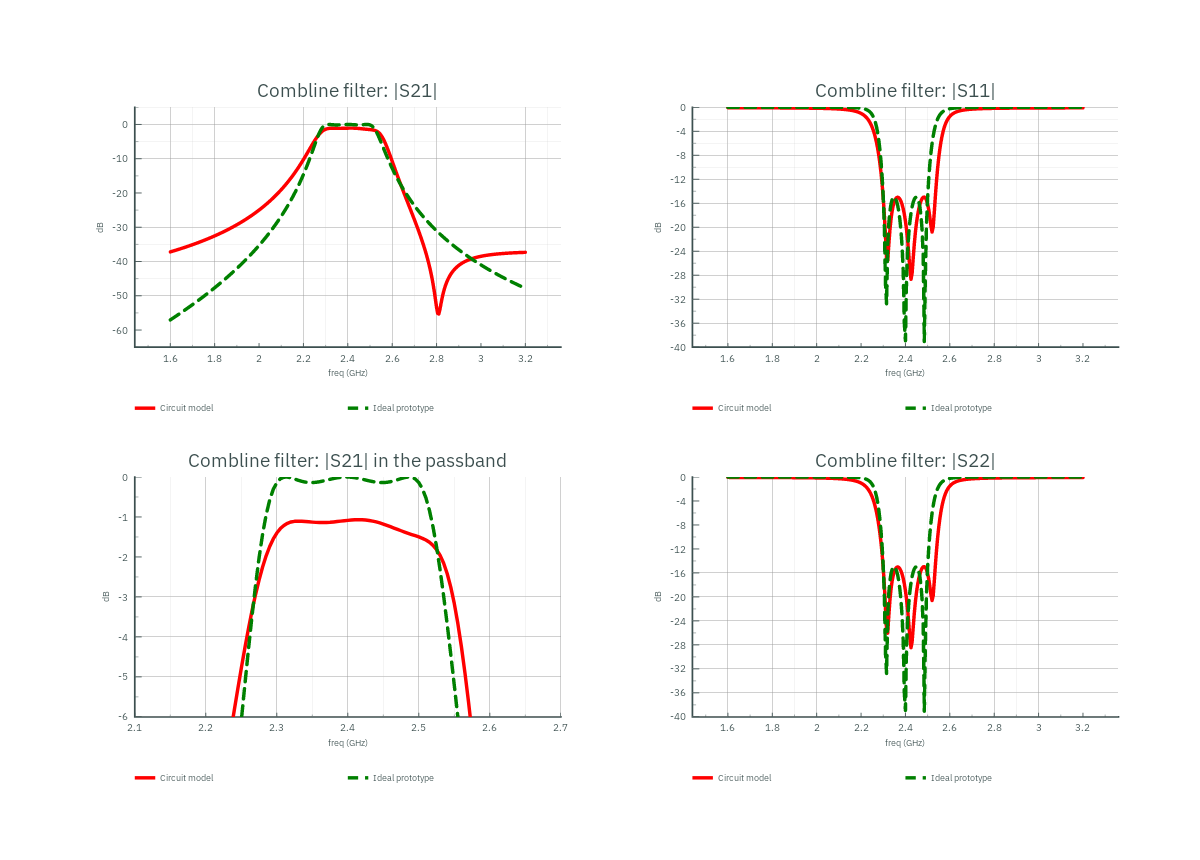 Combline filter: |S21|
0
-10
-20
-30
-40
-50
-60
dB
1.6 1.8 2 2.2 2.4 2.6 2.8 3 3.2
freq (GHz)
Circuit model Ideal prototype
Combline filter: |S11|
0
-4
-8
-12
-16
-20
-24
-28
-32
-36
-40
dB
1.6 1.8 2 2.2 2.4 2.6 2.8 3 3.2
freq (GHz)
Circuit model Ideal prototype
Combline filter: |S21| in the passband
0
-1
-2
-3
-4
-5
-6
dB
2.1 2.2 2.3 2.4 2.5 2.6 2.7
freq (GHz)
Circuit model Ideal prototype
Combline filter: |S22|
0
-4
-8
-12
-16
-20
-24
-28
-32
-36
-40
dB
1.6 1.8 2 2.2 2.4 2.6 2.8 3 3.2
freq (GHz)
Circuit model Ideal prototype